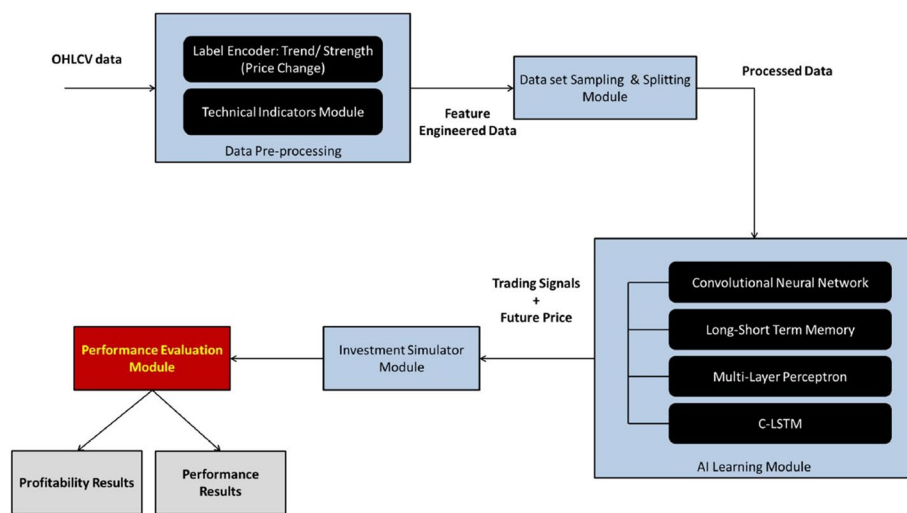 OHLCV data
Label Encoder: Trend/ Strength
(Price Change)
Technical Indicators Module
Data Pre-processing
Feature
Engineered Data
Data set Sampling & Splitting
Module
Processed Data
Convolutional Neural Network
Long-Short Term Memory
Multi-Layer Perceptron
C-LSTM
AI Learning Module
Trading Signals
+
Future Price
Investment Simulator
Module
Performance Evaluation
Module
Profitability Results
Performance
Results